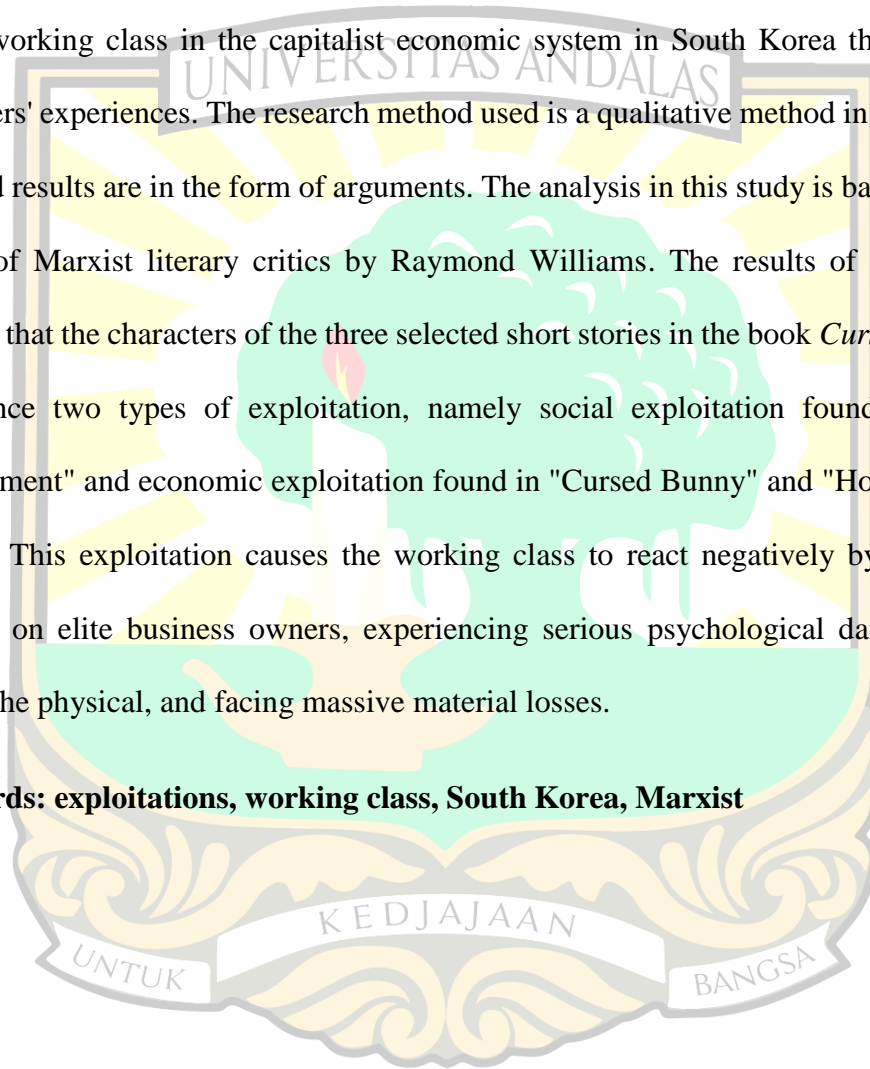 working class in the capitalist economic system in South Korea th
UNIVERSITAS ANDALAS
ers' experiences. The research method used is a qualitative method in
d results are in the form of arguments. The analysis in this study is ba
of Marxist literary critics by Raymond Williams. The results of
that the characters of the three selected short stories in the book Cur
nce two types of exploitation, namely social exploitation found
ment" and economic exploitation found in "Cursed Bunny" and "Ho
This exploitation causes the working class to react negatively by
on elite business owners, experiencing serious psychological da
he physical, and facing massive material losses.
rds: exploitations, working class, South Korea, Marxist
KEDJAJAAN
UNTUK
BANGSA